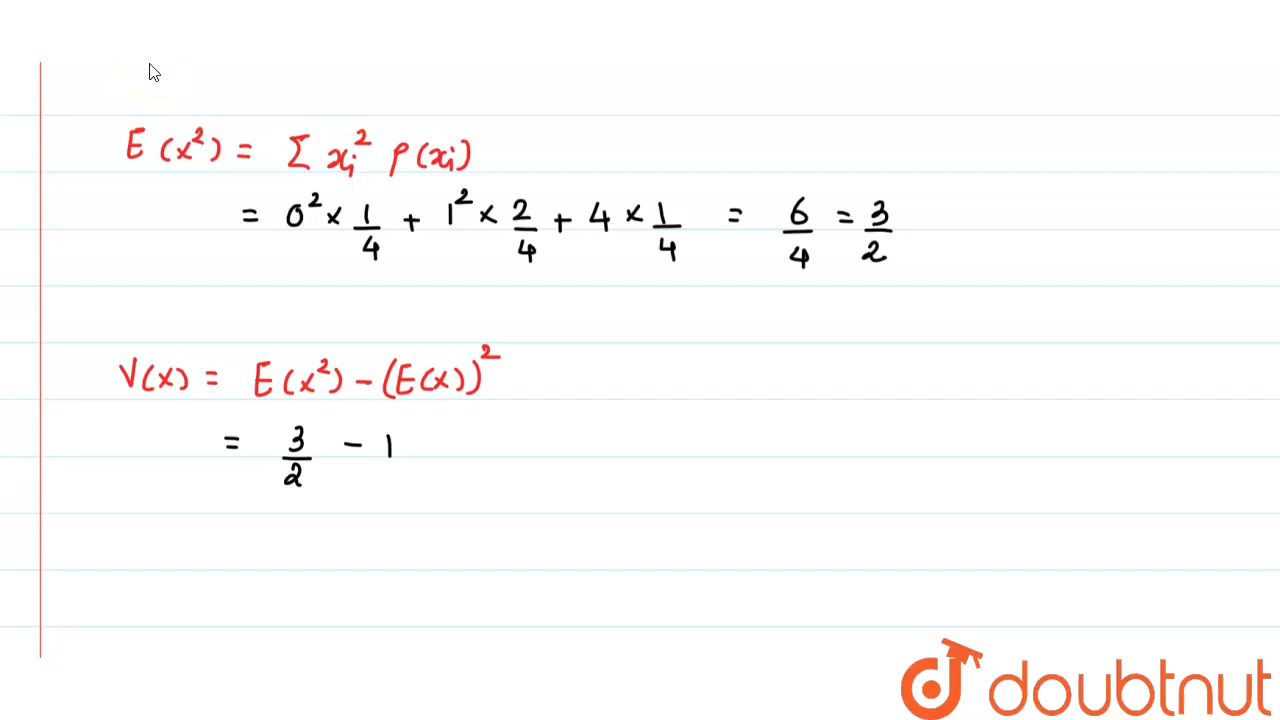 E(x²) = Σ xᵢ² P(xᵢ)
= 0² × 1/4 + 1² × 2/4 + 4 × 1/4 = 6/4 = 3/2
V(x) = E(x²) - (E(x))²
= 3/2 - 1
doubtnut